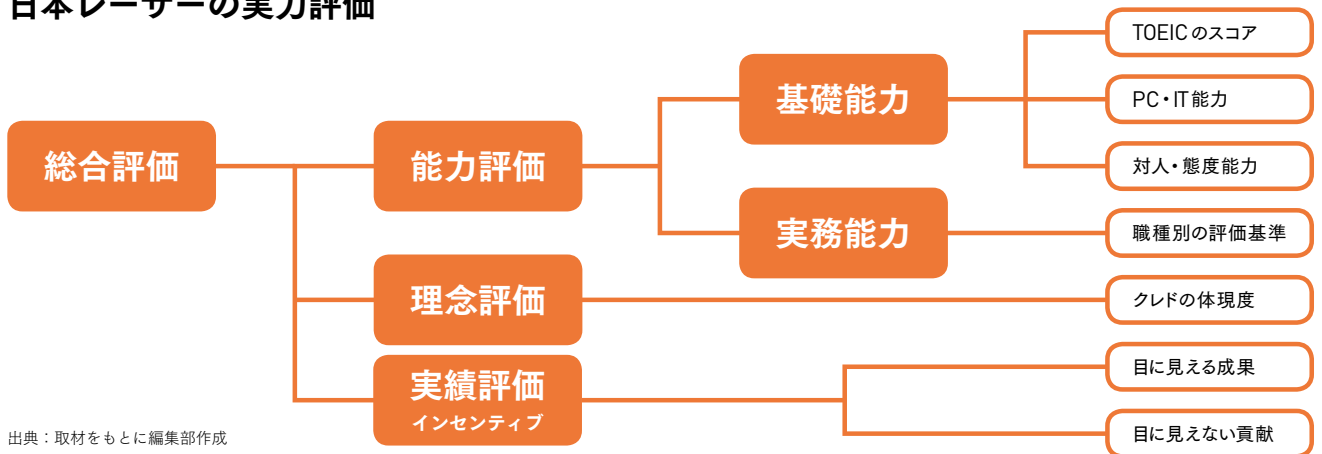 日本レーザーの実力評価
総合評価
能力評価
基礎能力
TOEICのスコア
PC・IT能力
対人・態度能力
実務能力
職種別の評価基準
理念評価
クレドの体現度
実績評価
インセンティブ
目に見える成果
目に見えない貢献
出典：取材をもとに編集部作成